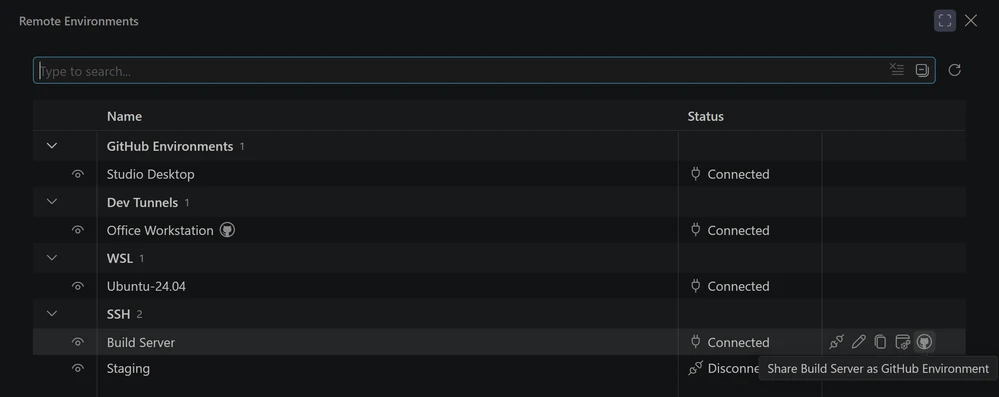 Remote Environments
Type to search...
Name Status
GitHub Environments 1
Studio Desktop Connected
Dev Tunnels 1
Office Workstation Connected
WSL 1
Ubuntu-24.04 Connected
SSH 2
Build Server Connected
Staging Disconne
Share Build Server as GitHub Environment